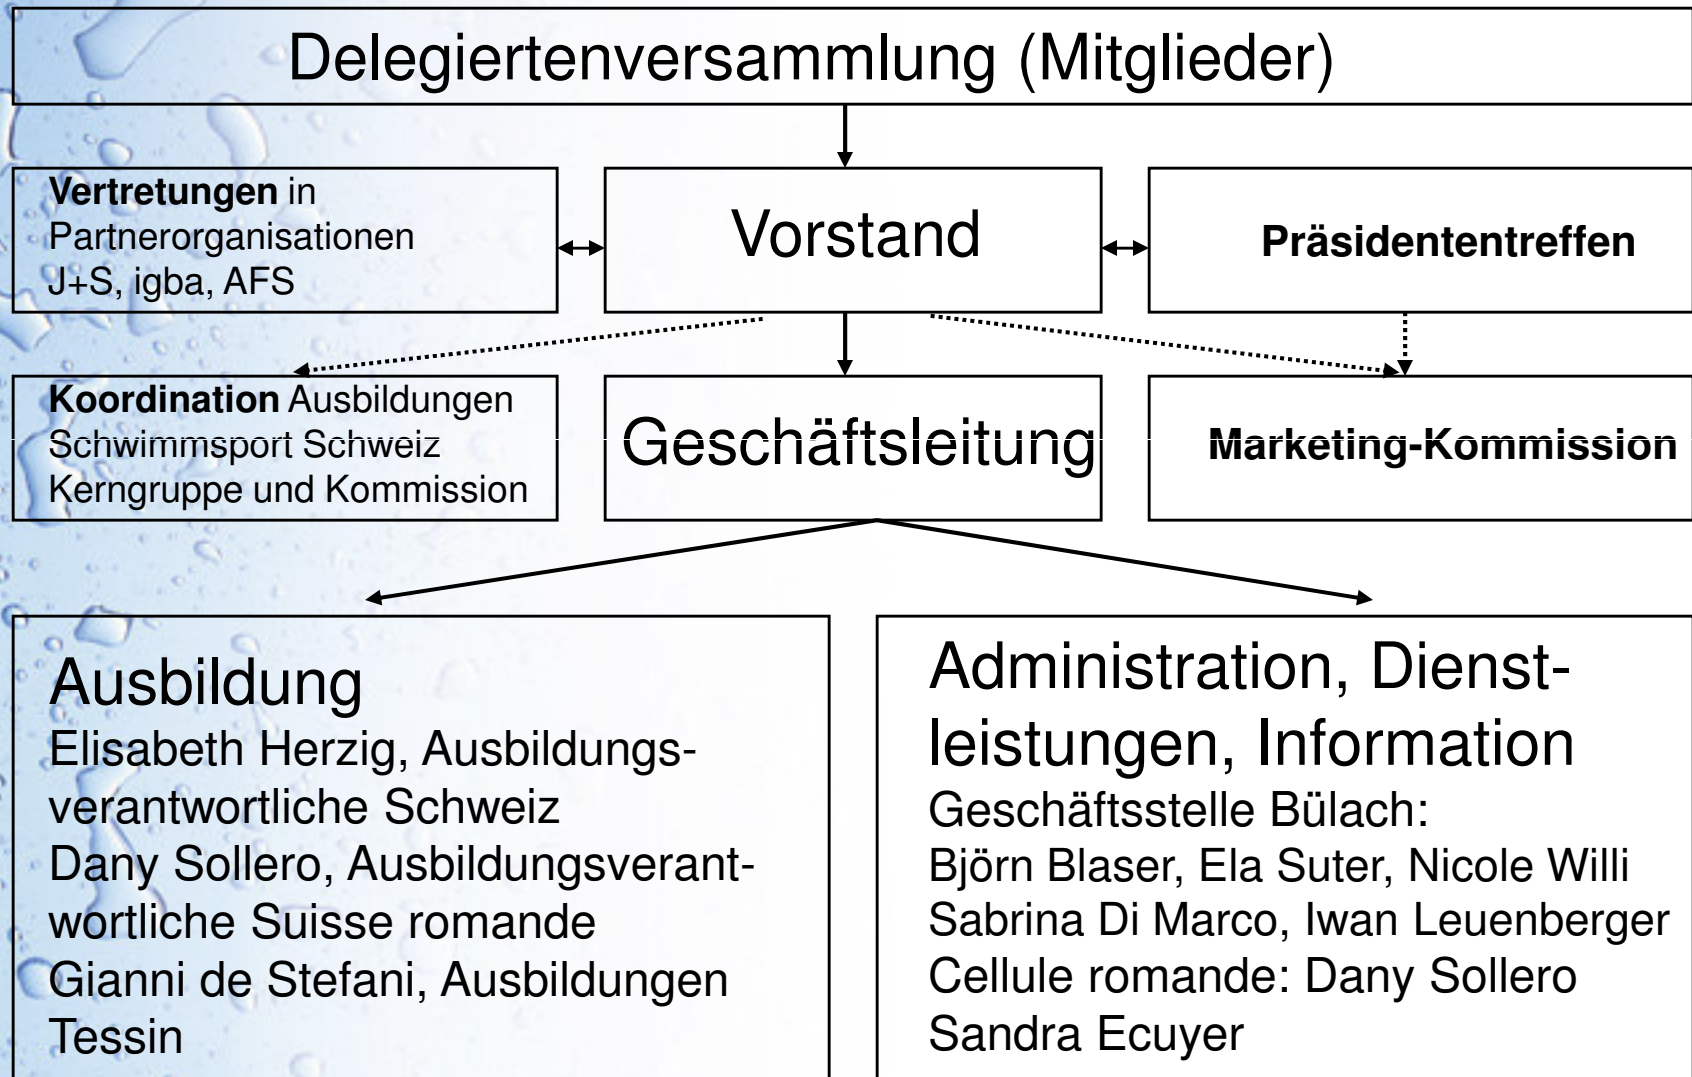 Delegiertenversammlung (Mitglieder)
Vertretungen in
Partnerorganisationen
J+S, igba, AFS
Vorstand
Präsidententreffen
Koordination Ausbildungen
Schwimmsport Schweiz
Kerngruppe und Kommission
Geschäftsleitung
Marketing-Kommission
Ausbildung
Elisabeth Herzig, Ausbildungs-
verantwortliche Schweiz
Dany Sollero, Ausbildungsverant-
wortliche Suisse romande
Gianni de Stefani, Ausbildungen
Tessin
Administration, Dienst-
leistungen, Information
Geschäftsstelle Bülach:
Björn Blaser, Ela Suter, Nicole Willi
Sabrina Di Marco, Iwan Leuenberger
Cellule romande: Dany Sollero
Sandra Ecuyer